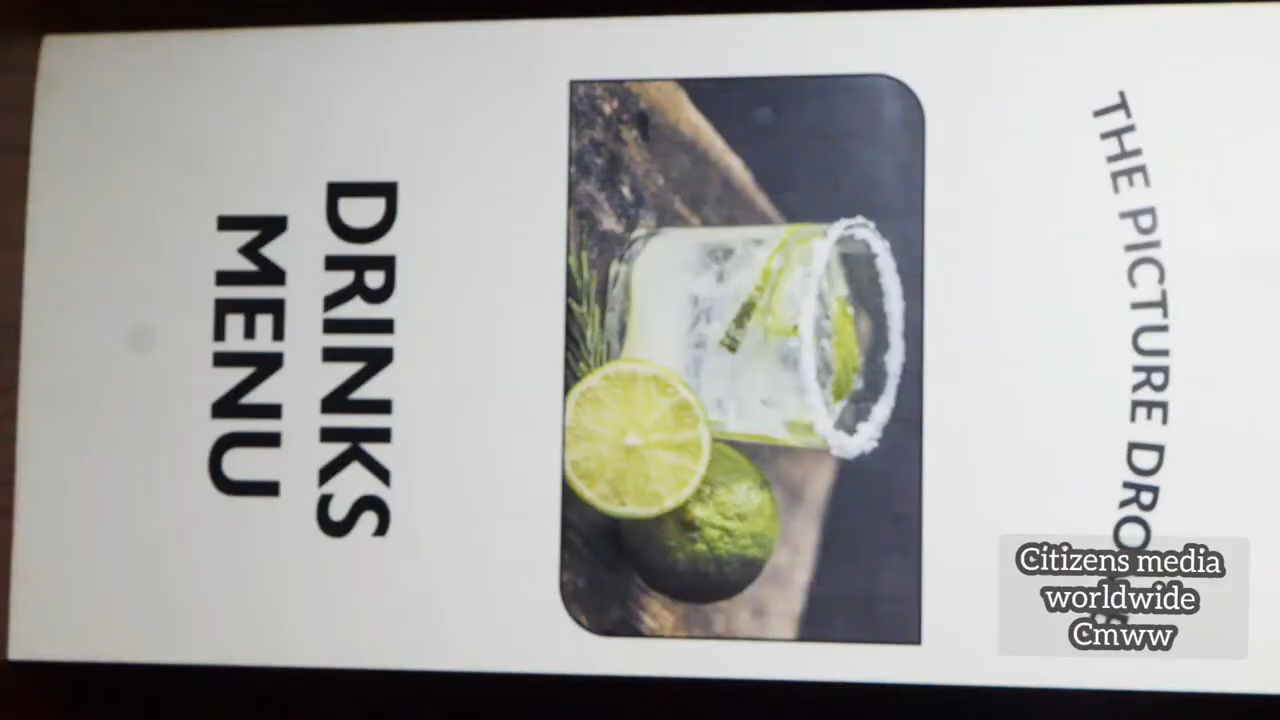 THE PICTURE
DRINKS
MENU
Citizens media
worldwide
Cmww